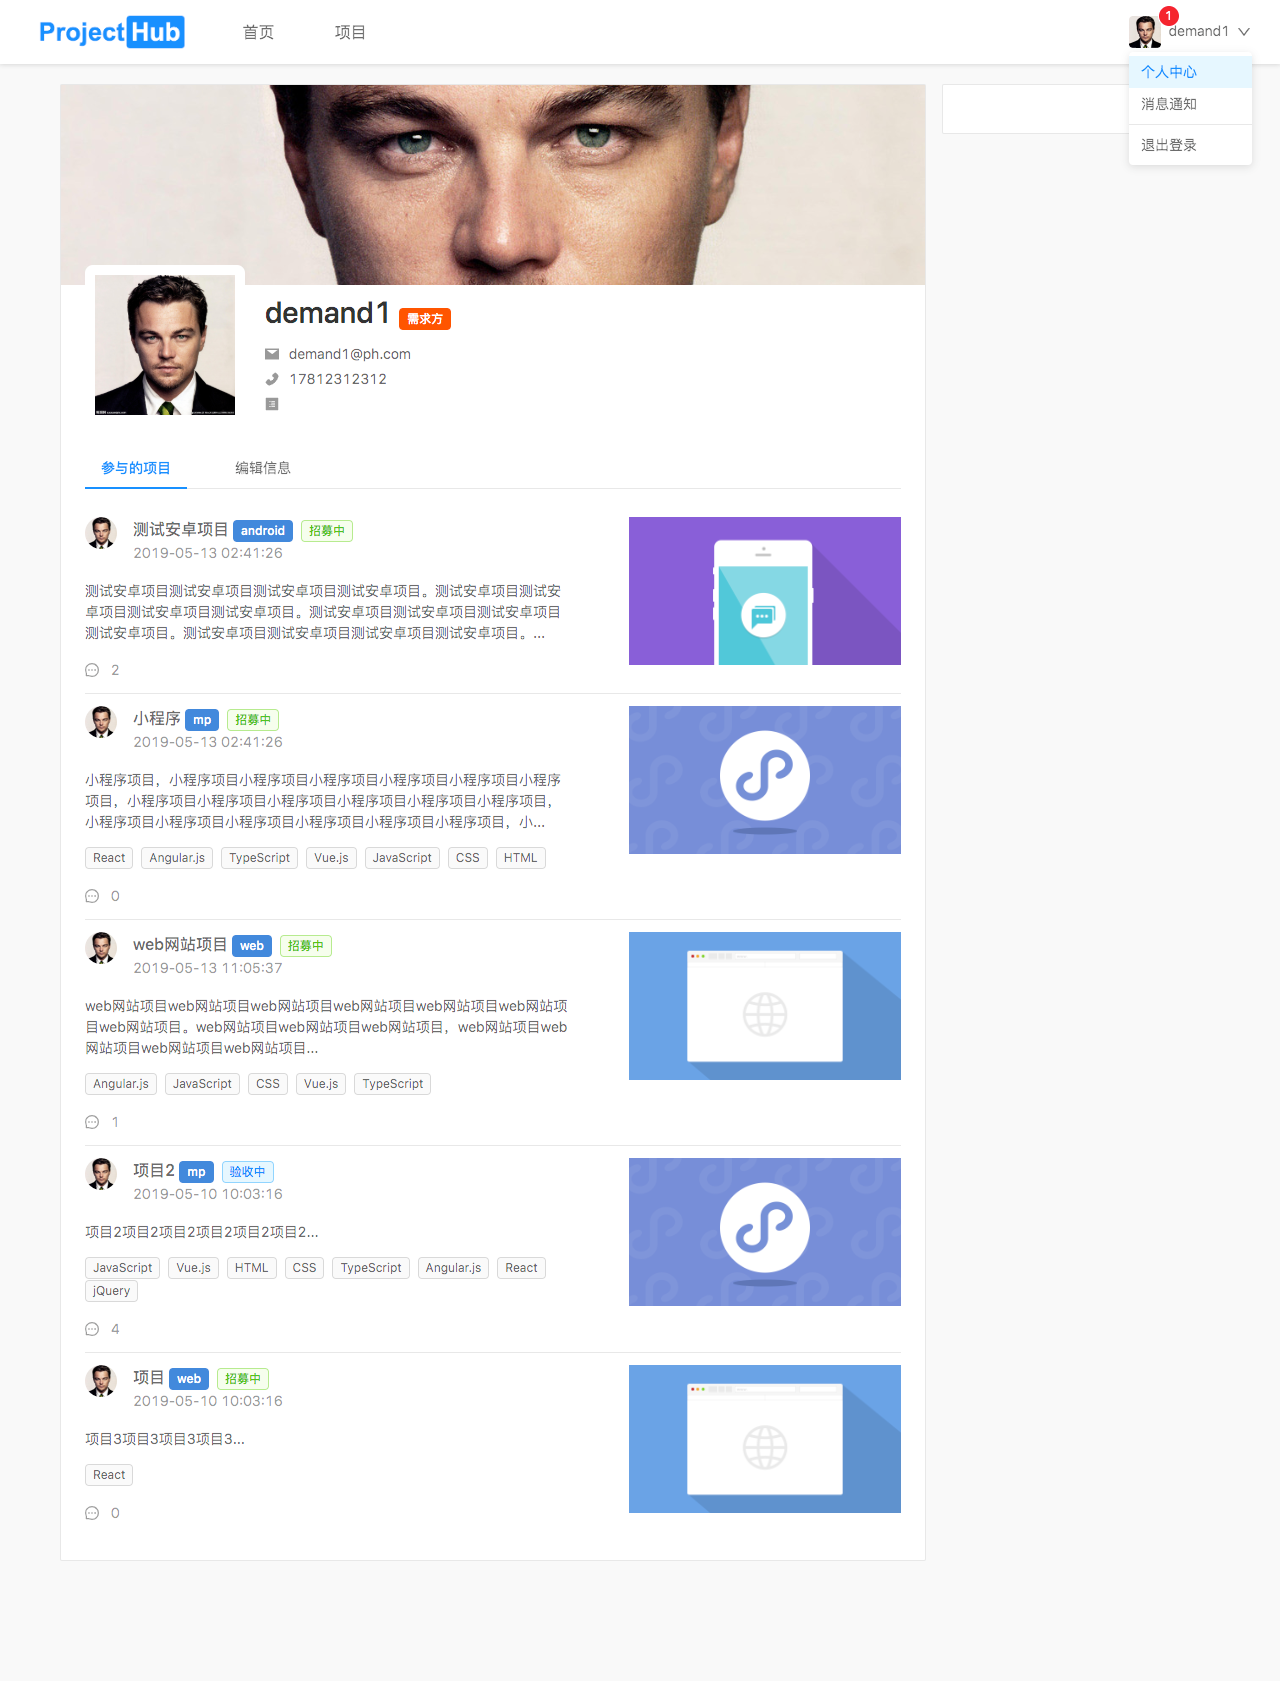 ProjectHub
首页
项目
1
demand1
个人中心
消息通知
退出登录
demand1
需求方
demand1@ph.com
17812312312
参与的项目
编辑信息
测试安卓项目 android 招募中
2019-05-13 02:41:26
测试安卓项目测试安卓项目测试安卓项目测试安卓项目。测试安卓项目测试安
卓项目测试安卓项目测试安卓项目。测试安卓项目测试安卓项目测试安卓项目
测试安卓项目。测试安卓项目测试安卓项目测试安卓项目测试安卓项目。...
2
小程序 mp 招募中
2019-05-13 02:41:26
小程序项目，小程序项目小程序项目小程序项目小程序项目小程序项目小程序
项目，小程序项目小程序项目小程序项目小程序项目小程序项目小程序项目，
小程序项目小程序项目小程序项目小程序项目小程序项目小程序项目，小...
React Angular.js TypeScript Vue.js JavaScript CSS HTML
0
web网站项目 web 招募中
2019-05-13 11:05:37
web网站项目web网站项目web网站项目web网站项目web网站项目web网站项
目web网站项目。web网站项目web网站项目web网站项目，web网站项目web
网站项目web网站项目web网站项目...
Angular.js JavaScript CSS Vue.js TypeScript
1
项目2 mp 验收中
2019-05-10 10:03:16
项目2项目2项目2项目2项目2项目2...
JavaScript Vue.js HTML CSS TypeScript Angular.js React
jQuery
4
项目 web 招募中
2019-05-10 10:03:16
项目3项目3项目3项目3...
React
0